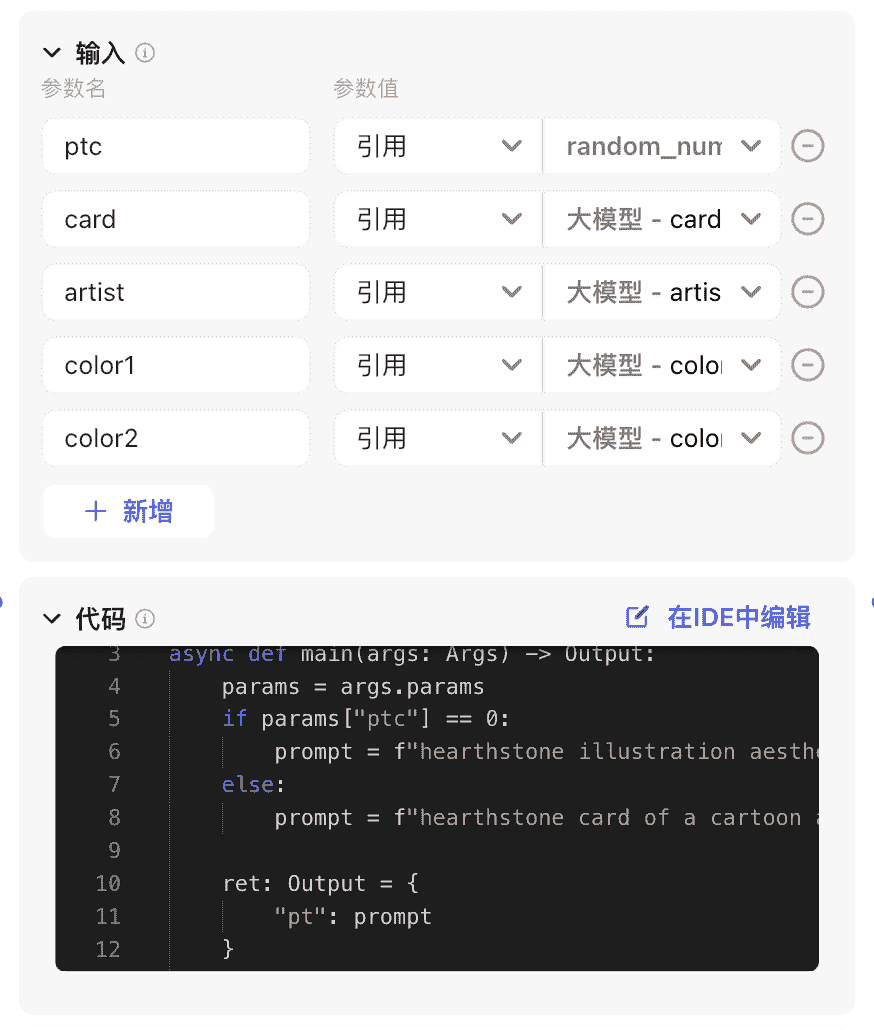 输入
参数名 参数值
ptc 引用 random_num
card 引用 大模型 - card
artist 引用 大模型 - artis
color1 引用 大模型 - color
color2 引用 大模型 - color
+ 新增
代码 在IDE中编辑
3 async def main(args: Args) -> Output:
4 params = args.params
5 if params["ptc"] == 0:
6 prompt = f"hearthstone illustration aesthe
7 else:
8 prompt = f"hearthstone card of a cartoon a
9
10 ret: Output = {
11 "pt": prompt
12 }